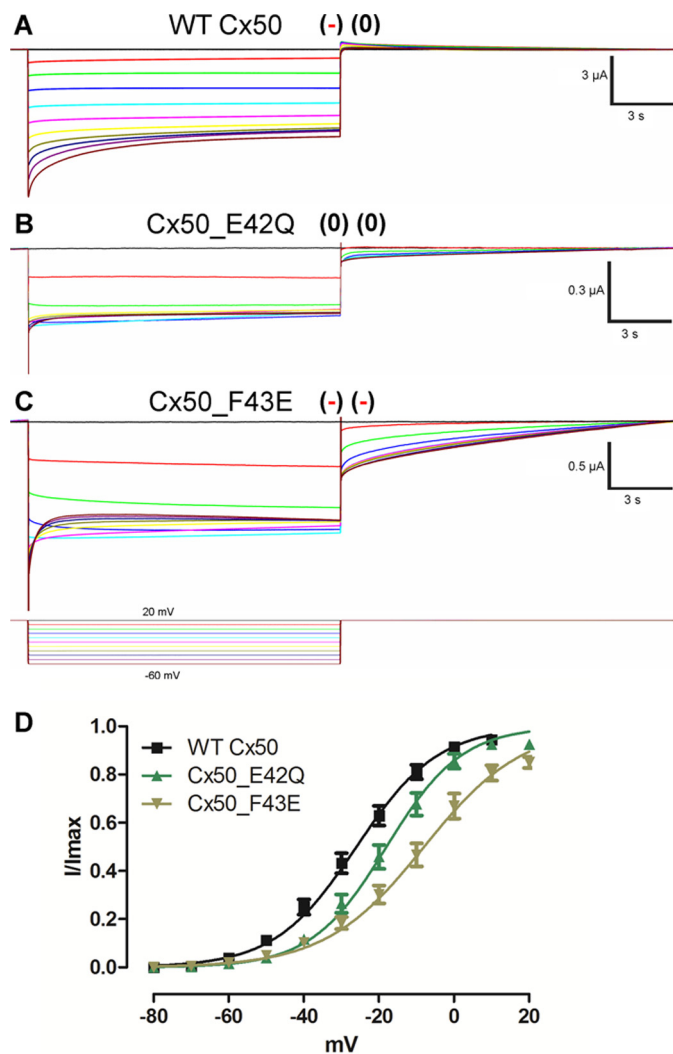 A WT Cx50 (-) (0)
3 µA
3 s
B Cx50_E42Q (0) (0)
0.3 µA
3 s
C Cx50_F43E (-) (-)
0.5 µA
3 s
20 mV
-60 mV
D
1.0
0.8
0.6
0.4
0.2
0.0
I/Imax
WT Cx50
Cx50_E42Q
Cx50_F43E
-80 -60 -40 -20 0 20
mV